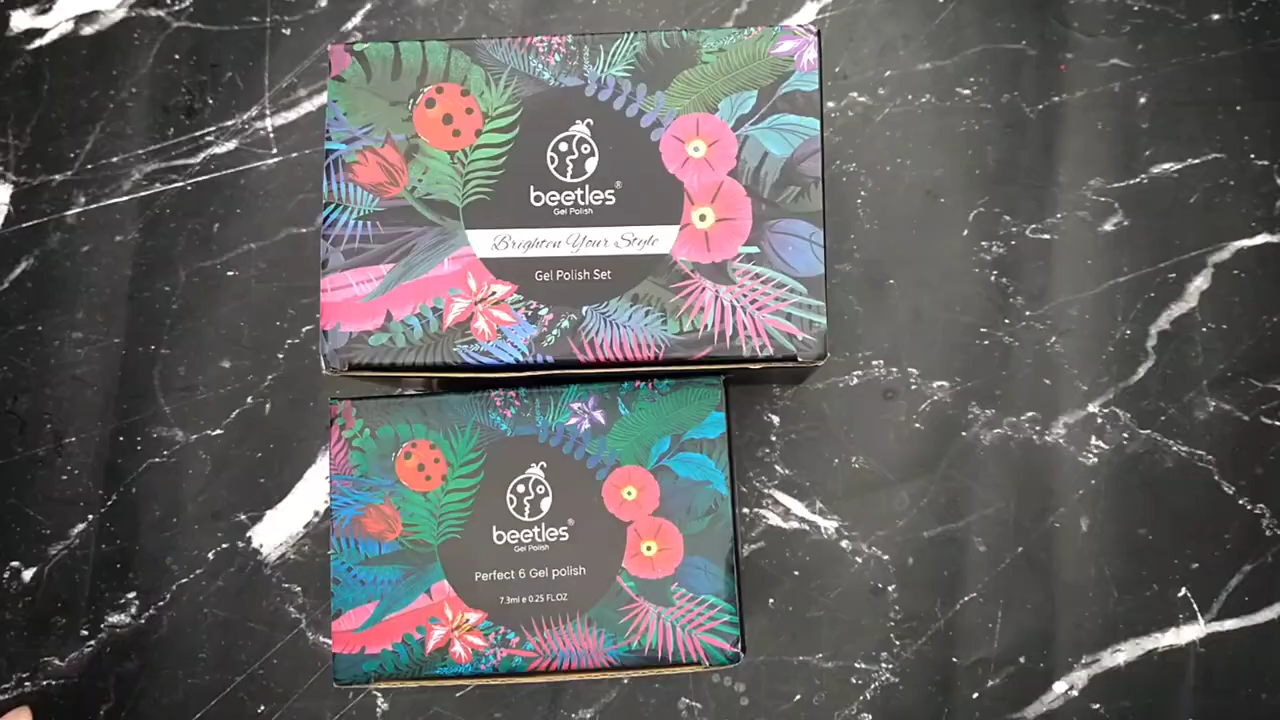 beetles®
Gel Polish
Brighten Your Style
Gel Polish Set
beetles®
Gel Polish
Perfect 6 Gel polish
7.3ml e 0.25 FL.OZ